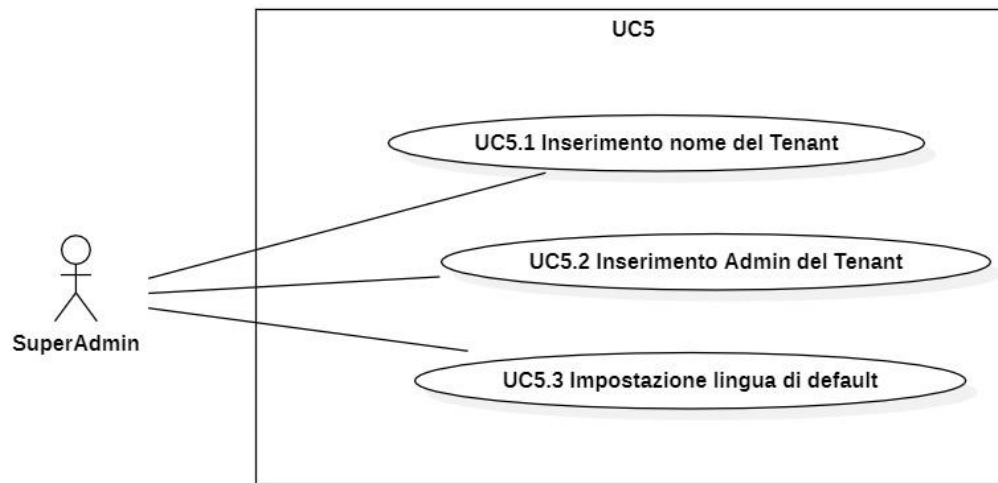 UC5
UC5.1 Inserimento nome del Tenant
UC5.2 Inserimento Admin del Tenant
SuperAdmin
UC5.3 Impostazione lingua di default